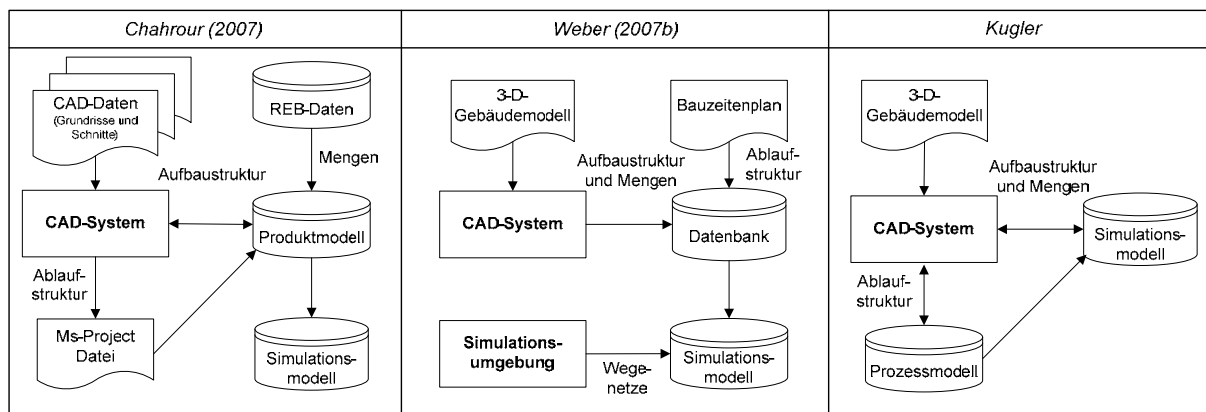 Chahrour (2007)
CAD-Daten
(Grundrisse und
Schnitte)
REB-Daten
Mengen
Aufbaustruktur
CAD-System
Produktmodell
Ablauf-
struktur
Ms-Project
Datei
Simulations-
modell
Weber (2007b)
3-D-
Gebäudemodell
Bauzeitenplan
Aufbaustruktur
und Mengen
Ablauf-
struktur
CAD-System
Datenbank
Simulations-
umgebung
Wege-
netze
Simulations-
modell
Kugler
3-D-
Gebäudemodell
Aufbaustruktur
und Mengen
CAD-System
Simulations-
modell
Ablauf-
struktur
Prozessmodell